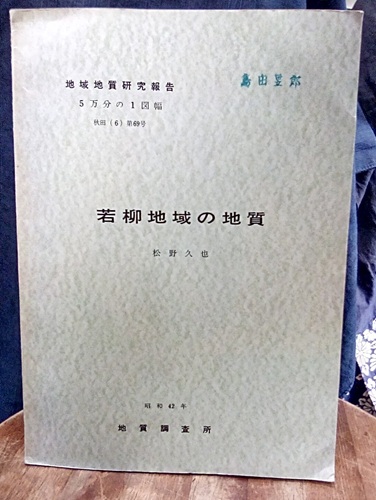 地域地質研究報告
5万分の1図幅
秋田(6)第69号
島田昱郎
若柳地域の地質
松野久也
昭和42年
地質調査所